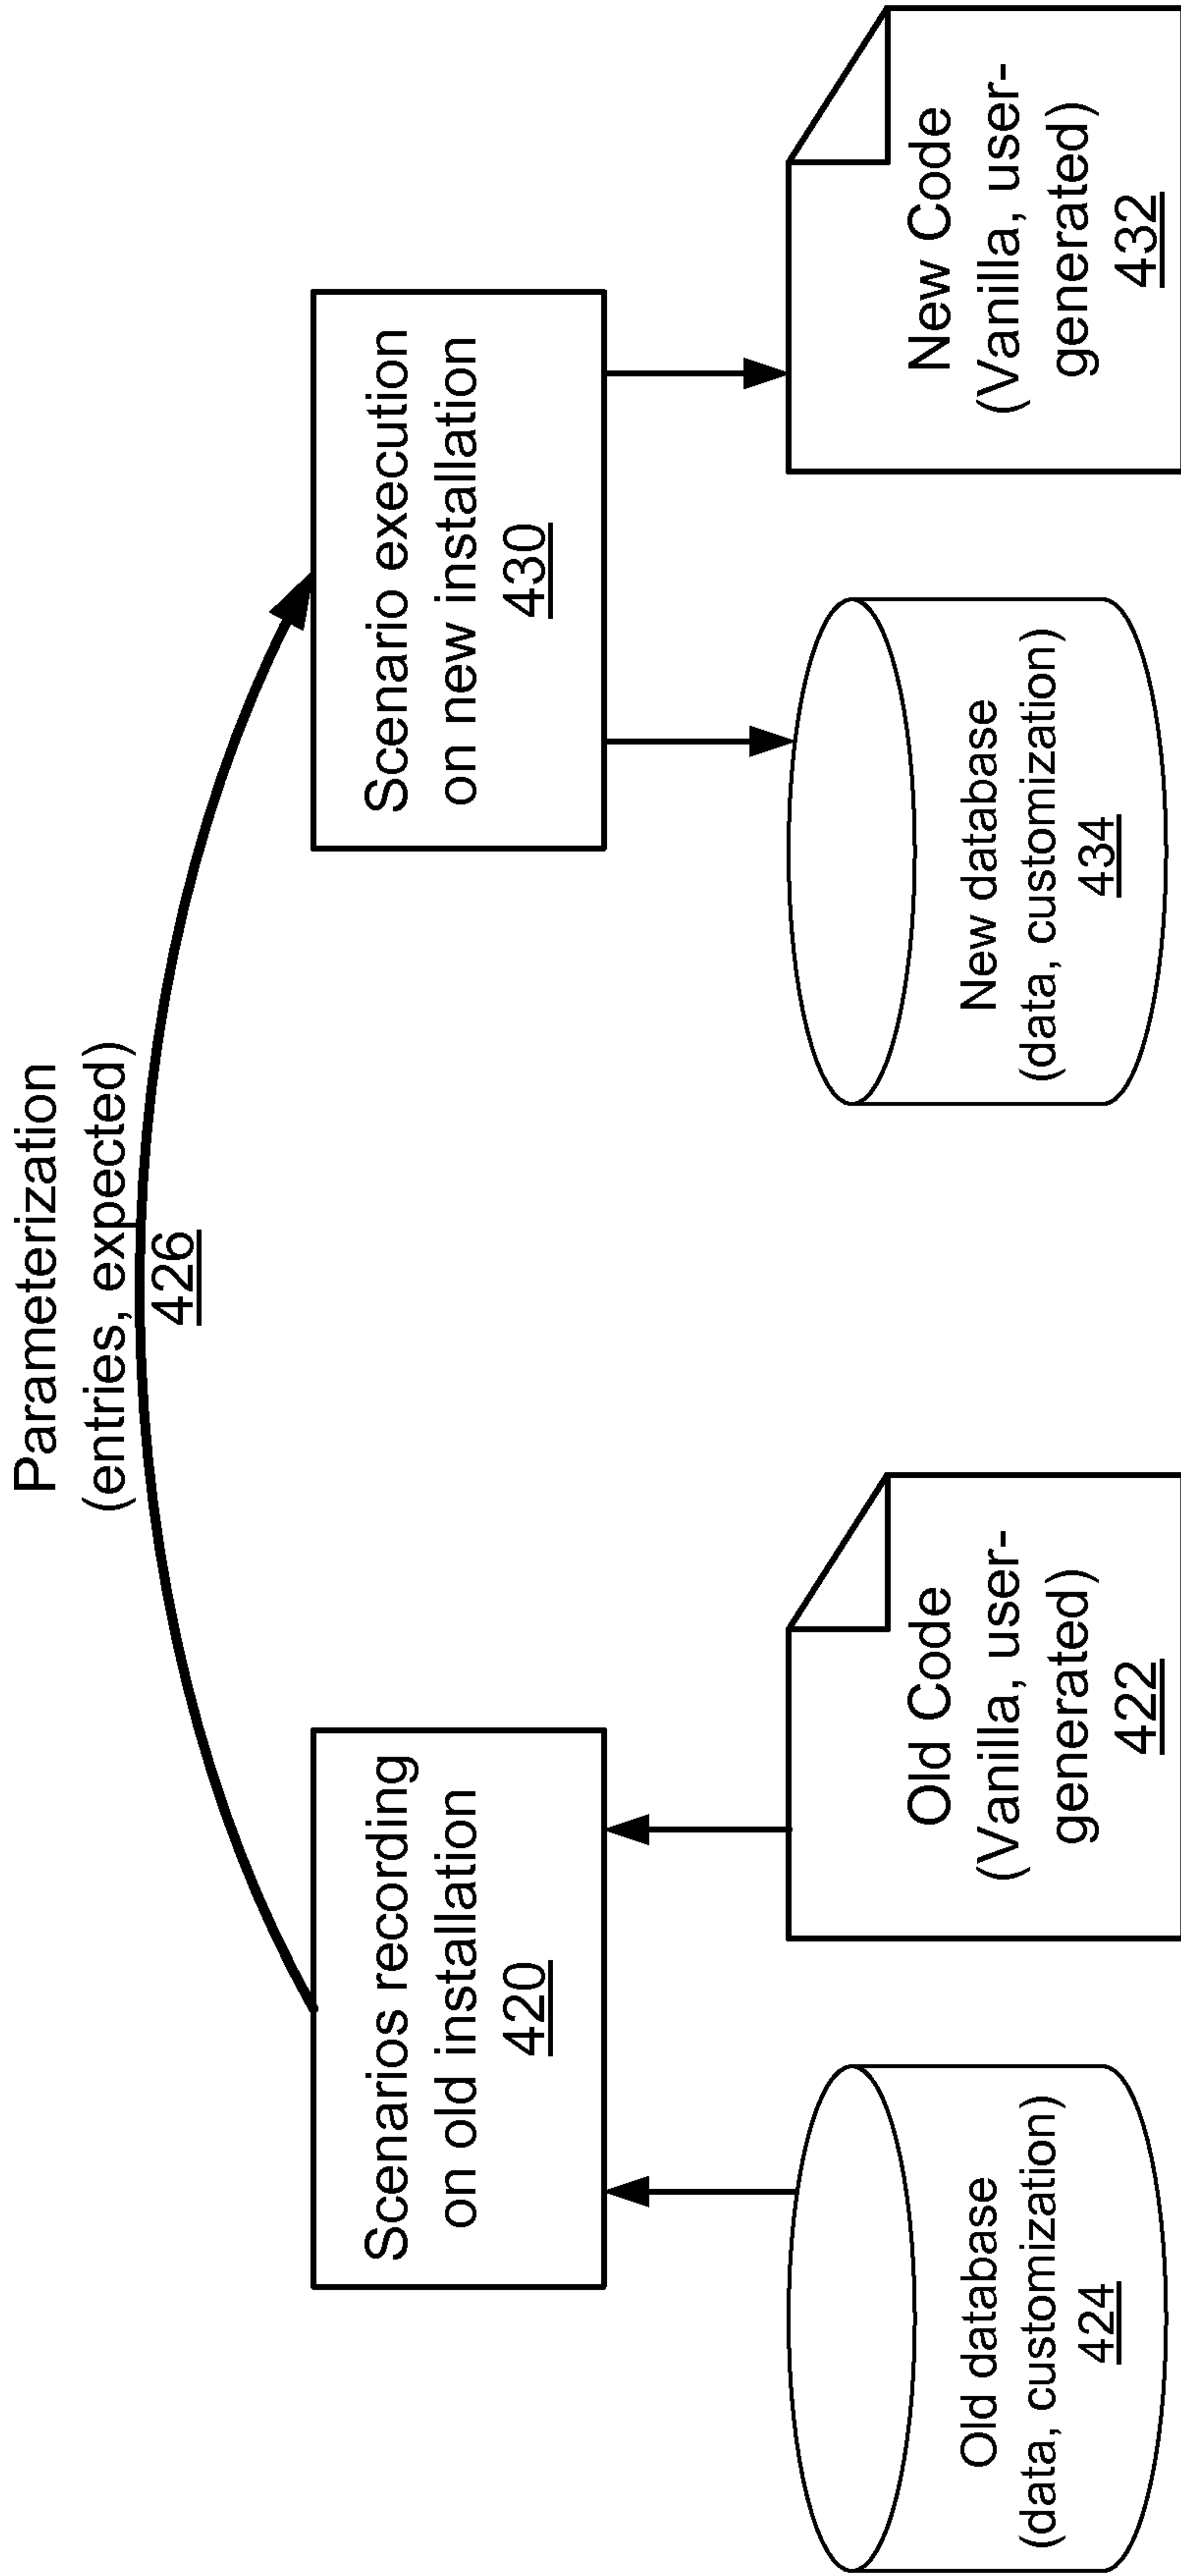 Parameterization
(entries, expected)
426
Scenarios recording
on old installation
420
Scenario execution
on new installation
430
Old database
(data, customization)
424
Old Code
(Vanilla, user-
generated)
422
New database
(data, customization)
434
New Code
(Vanilla, user-
generated)
432